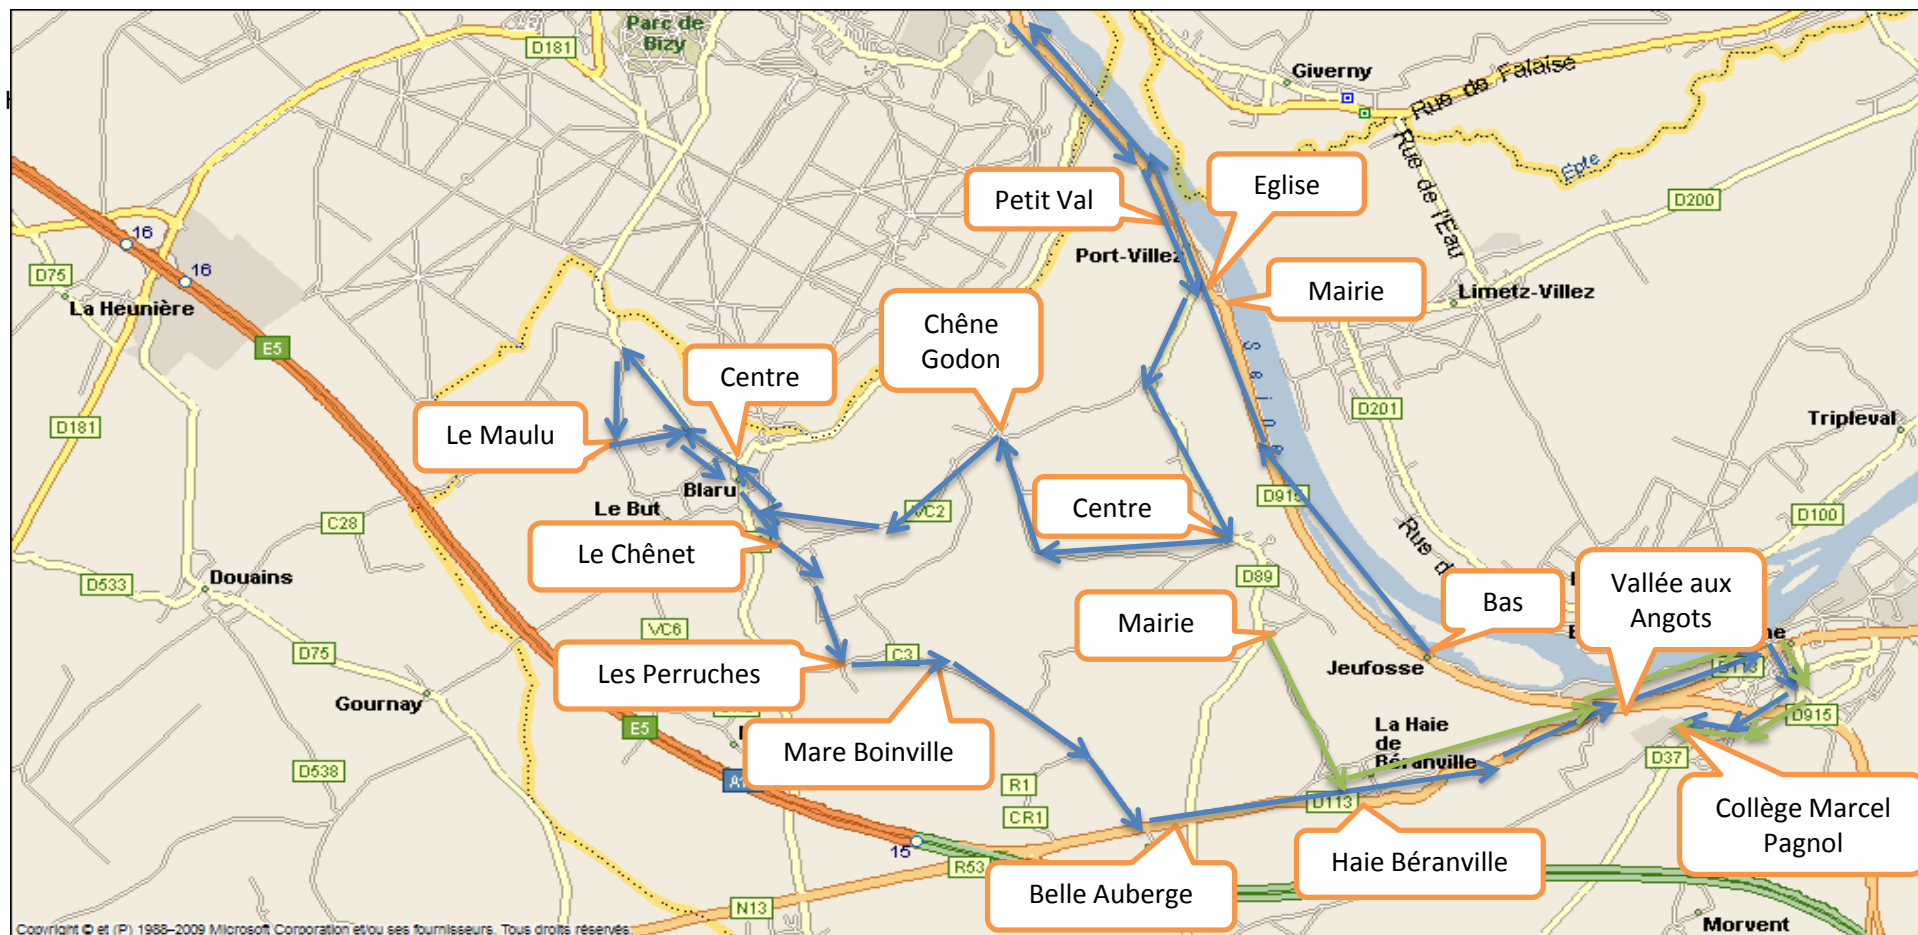 Parc de
Bizy
D181
Giverny
Rue de Falaise
Rue de l'Eau
Epte
D200
Petit Val
Eglise
Port-Villez
Mairie
Limetz-Villez
16
16
D75
La Heunière
E5
Chêne
Godon
Centre
Seine
D201
Tripleval
D181
Le Maulu
Blaru
Le But
VC2
Centre
D915
C28
D100
Le Chênet
Douains
D533
D89
Bas
Vallée aux
Angots
Mairie
VC6
D75
C3
Les Perruches
Jeufosse
D113
Gournay
E5
Mare Boinville
La Haie
de
Béranville
D915
D37
D538
R1
CR1
D113
Collège Marcel
Pagnol
15
R53
Haie Béranville
Belle Auberge
N13
Morvent
Copyright © et (P) 1988–2009 Microsoft Corporation et/ou ses fournisseurs. Tous droits réservés.